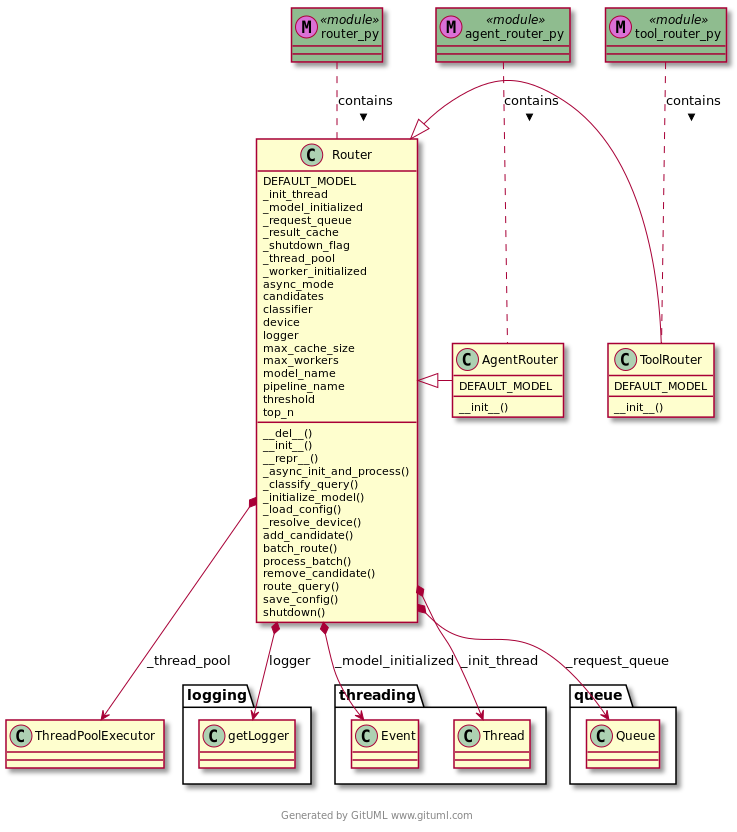 M «module»
router_py
M «module»
agent_router_py
M «module»
tool_router_py
contains
contains
contains
C Router
DEFAULT_MODEL
_init_thread
_model_initialized
_request_queue
_result_cache
_shutdown_flag
_thread_pool
_worker_initialized
async_mode
candidates
classifier
device
logger
max_cache_size
max_workers
model_name
pipeline_name
threshold
top_n
__del__()
__init__()
__repr__()
_async_init_and_process()
_classify_query()
_initialize_model()
_load_config()
_resolve_device()
add_candidate()
batch_route()
process_batch()
remove_candidate()
route_query()
save_config()
shutdown()
C AgentRouter
DEFAULT_MODEL
__init__()
C ToolRouter
DEFAULT_MODEL
__init__()
_thread_pool
logger
_model_initialized
_init_thread
_request_queue
logging
threading
queue
C ThreadPoolExecutor
C getLogger
C Event
C Thread
C Queue
Generated by GitUML www.gituml.com